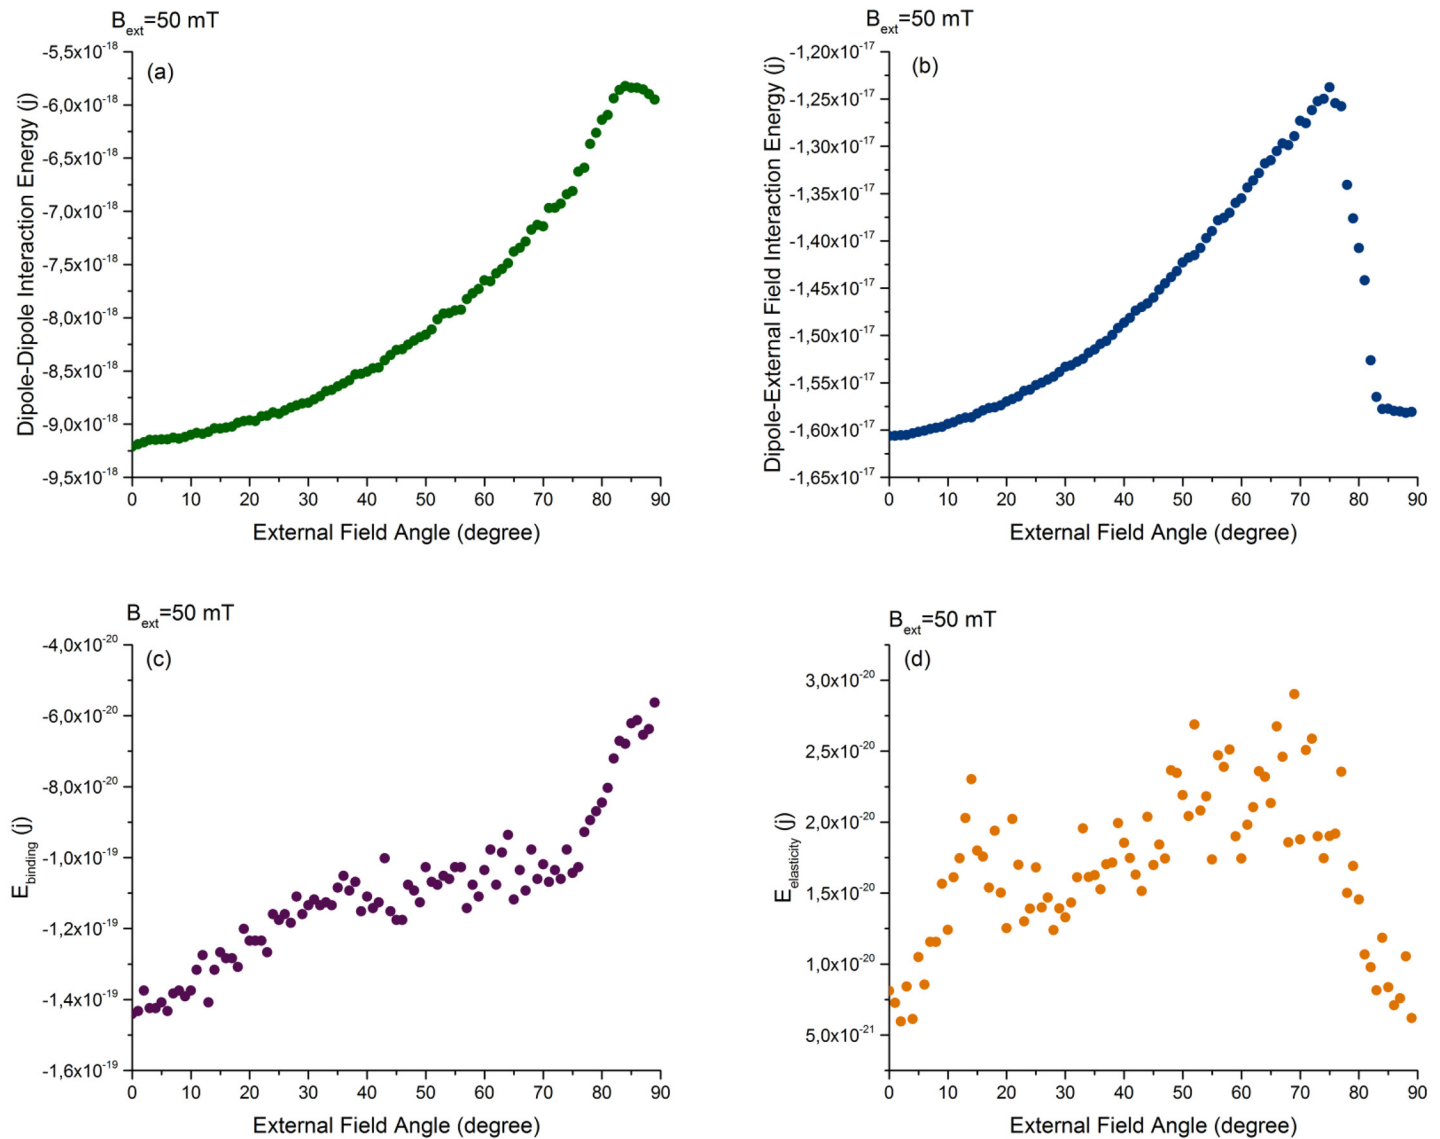 B_ext=50 mT
(a)
Dipole-Dipole Interaction Energy (j)
-5,5x10^-18
-6,0x10^-18
-6,5x10^-18
-7,0x10^-18
-7,5x10^-18
-8,0x10^-18
-8,5x10^-18
-9,0x10^-18
-9,5x10^-18
0 10 20 30 40 50 60 70 80 90
External Field Angle (degree)
B_ext=50 mT
(b)
Dipole-External Field Interaction Energy (j)
-1,20x10^-17
-1,25x10^-17
-1,30x10^-17
-1,35x10^-17
-1,40x10^-17
-1,45x10^-17
-1,50x10^-17
-1,55x10^-17
-1,60x10^-17
-1,65x10^-17
0 10 20 30 40 50 60 70 80 90
External Field Angle (degree)
B_ext=50 mT
(c)
E_binding (j)
-4,0x10^-20
-6,0x10^-20
-8,0x10^-20
-1,0x10^-19
-1,2x10^-19
-1,4x10^-19
-1,6x10^-19
0 10 20 30 40 50 60 70 80 90
External Field Angle (degree)
B_ext=50 mT
(d)
E_elasticity (j)
3,0x10^-20
2,5x10^-20
2,0x10^-20
1,5x10^-20
1,0x10^-20
5,0x10^-21
0 10 20 30 40 50 60 70 80 90
External Field Angle (degree)